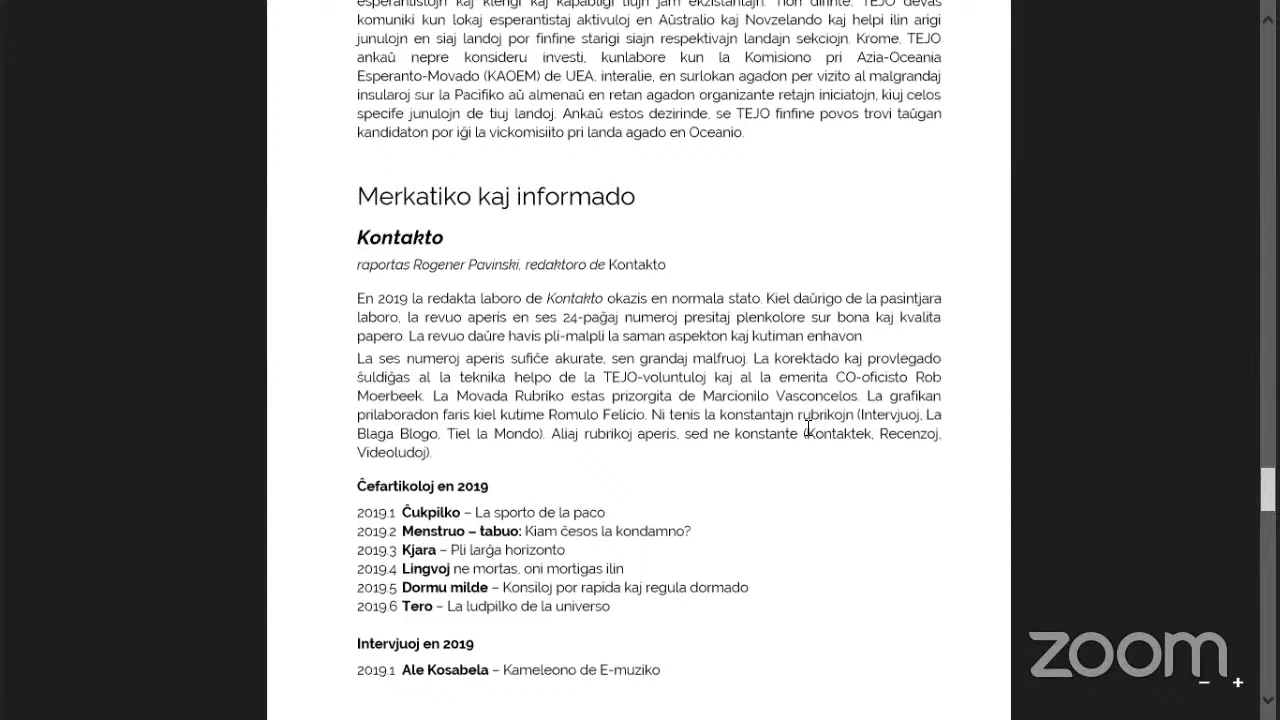 esperantistojn kaj klerigi kaj kapabligi tiujn jam ekzistantajn. Tion dirinte, TEJO devas
komuniki kun lokaj esperantistaj aktivuloj en Aŭstralio kaj Novzelando kaj helpi ilin arigi
junulojn en siaj landoj por finfine starigi siajn respektivajn landajn sekciojn. Krome, TEJO
ankaŭ nepre konsideru investi, kunlabore kun la Komisiono pri Azia-Oceania
Esperanto-Movado (KAOEM) de UEA, interalie, en surlokan agadon per vizito al malgrandaj
insularoj sur la Pacifiko aŭ almenaŭ en retan agadon organizante retajn iniciatojn, kiuj celos
specife junulojn de tiuj landoj. Ankaŭ estos dezirinde, se TEJO finfine povos trovi taŭgan
kandidaton por iĝi la vickomisiito pri landa agado en Oceanio.
Merkatiko kaj informado
Kontakto
raportas Rogener Pavinski, redaktoro de Kontakto
En 2019 la redakta laboro de Kontakto okazis en normala stato. Kiel daŭrigo de la pasintjara
laboro, la revuo aperis en ses 24-paĝaj numeroj presitaj plenkolore sur bona kaj kvalita
papero. La revuo daŭre havis pli-malpli la saman aspekton kaj kutiman enhavon.
La ses numeroj aperis sufiĉe akurate, sen grandaj malfruoj. La korektado kaj provlegado
ŝuldiĝas al la teknika helpo de la TEJO-voluntuloj kaj al la emerita CO-oficisto Rob
Moerbeek. La Movada Rubriko estas prizorgita de Marcionilo Vasconcelos. La grafikan
prilaboradon faris kiel kutime Romulo Felicio. Ni tenis la konstantajn rubrikojn (Intervjuoj, La
Blaga Blogo, Tiel la Mondo). Aliaj rubrikoj aperis, sed ne konstante (Kontaktek, Recenzoj,
Videoludoj).
Ĉefartikoloj en 2019
2019.1 Ĉukpilko – La sporto de la paco
2019.2 Menstruo – tabuo: Kiam ĉesos la kondamno?
2019.3 Kjara – Pli larĝa horizonto
2019.4 Lingvoj ne mortas, oni mortigas ilin
2019.5 Dormu milde – Konsiloj por rapida kaj regula dormado
2019.6 Tero – La ludpilko de la universo
Intervjuoj en 2019
2019.1 Ale Kosabela – Kameleono de E-muziko
zoom